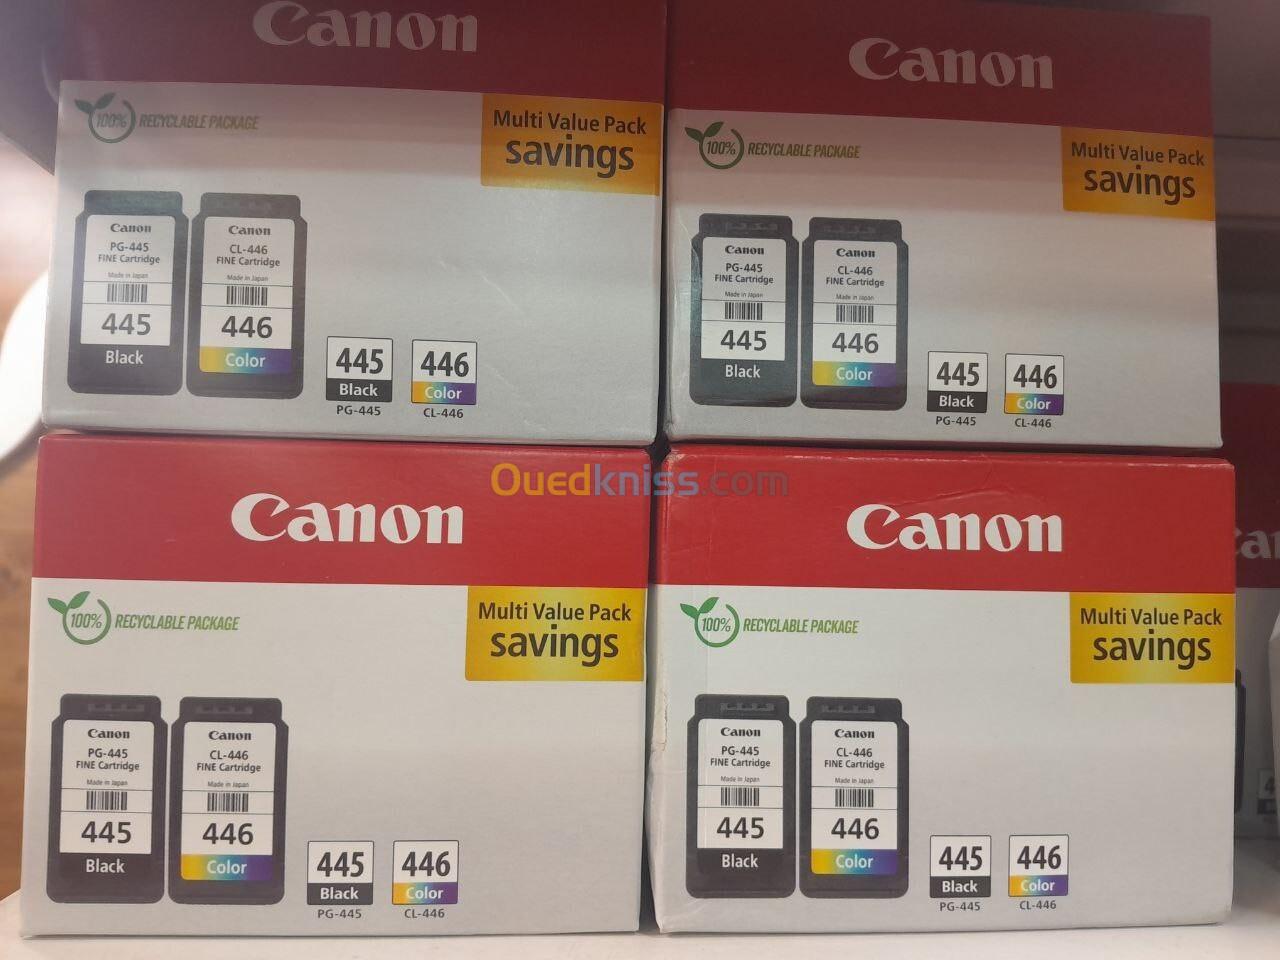 Canon
100% RECYCLABLE PACKAGE
Multi Value Pack
savings
Canon
PG-445
FINE Cartridge
Made in Japan
445
Black
Canon
CL-446
FINE Cartridge
Made in Japan
446
Color
445
Black
PG-445
446
Color
CL-446
Canon
100% RECYCLABLE PACKAGE
Multi Value Pack
savings
Canon
PG-445
FINE Cartridge
Made in Japan
445
Black
Canon
CL-446
FINE Cartridge
Made in Japan
446
Color
445
Black
PG-445
446
Color
CL-446
Ouedkniss.com
Canon
100% RECYCLABLE PACKAGE
Multi Value Pack
savings
Canon
PG-445
FINE Cartridge
Made in Japan
445
Black
Canon
CL-446
FINE Cartridge
Made in Japan
446
Color
445
Black
PG-445
446
Color
CL-446
Canon
100% RECYCLABLE PACKAGE
Multi Value Pack
savings
Canon
PG-445
FINE Cartridge
Made in Japan
445
Black
Canon
CL-446
FINE Cartridge
Made in Japan
446
Color
445
Black
PG-445
446
Color
CL-446